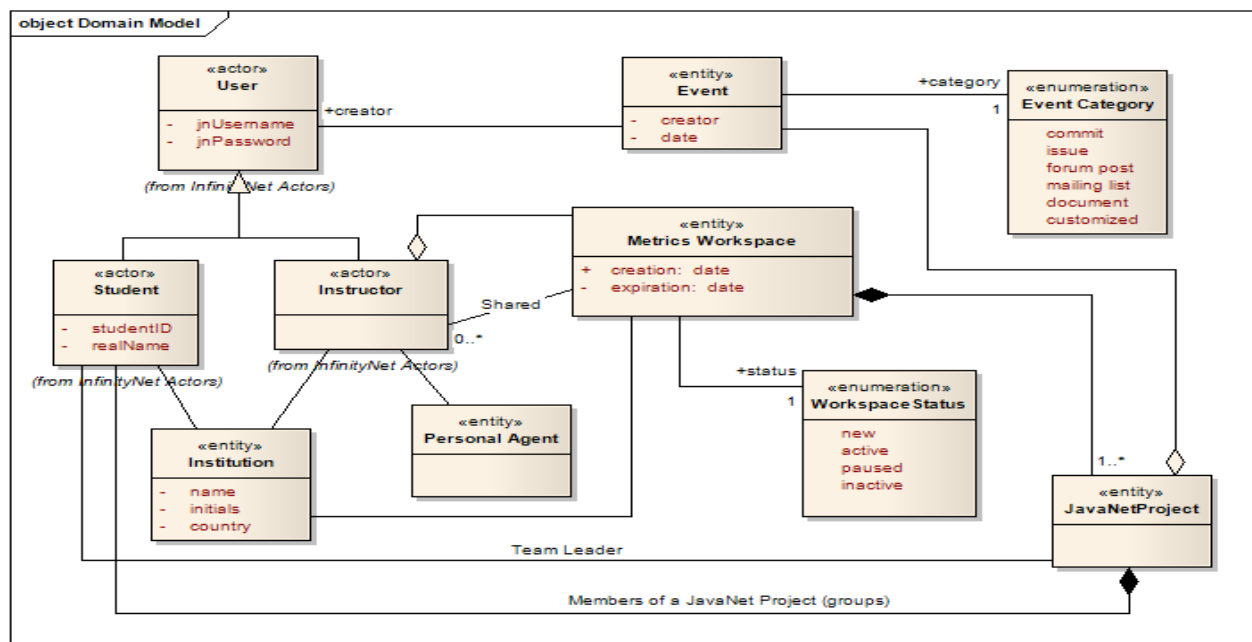 object Domain Model
«actor»
User
- jnUsername
- jnPassword
(from InfinityNet Actors)
+creator
«entity»
Event
- creator
- date
+category
1
«enumeration»
Event Category
commit
issue
forum post
mailing list
document
customized
«actor»
Student
- studentID
- realName
(from InfinityNet Actors)
«actor»
Instructor
(from InfinityNet Actors)
Shared
0..*
«entity»
Metrics Workspace
+ creation: date
- expiration: date
+status
1
«enumeration»
WorkspaceStatus
new
active
paused
inactive
«entity»
Institution
- name
- initials
- country
«entity»
Personal Agent
1..*
«entity»
JavaNetProject
Team Leader
Members of a JavaNet Project (groups)